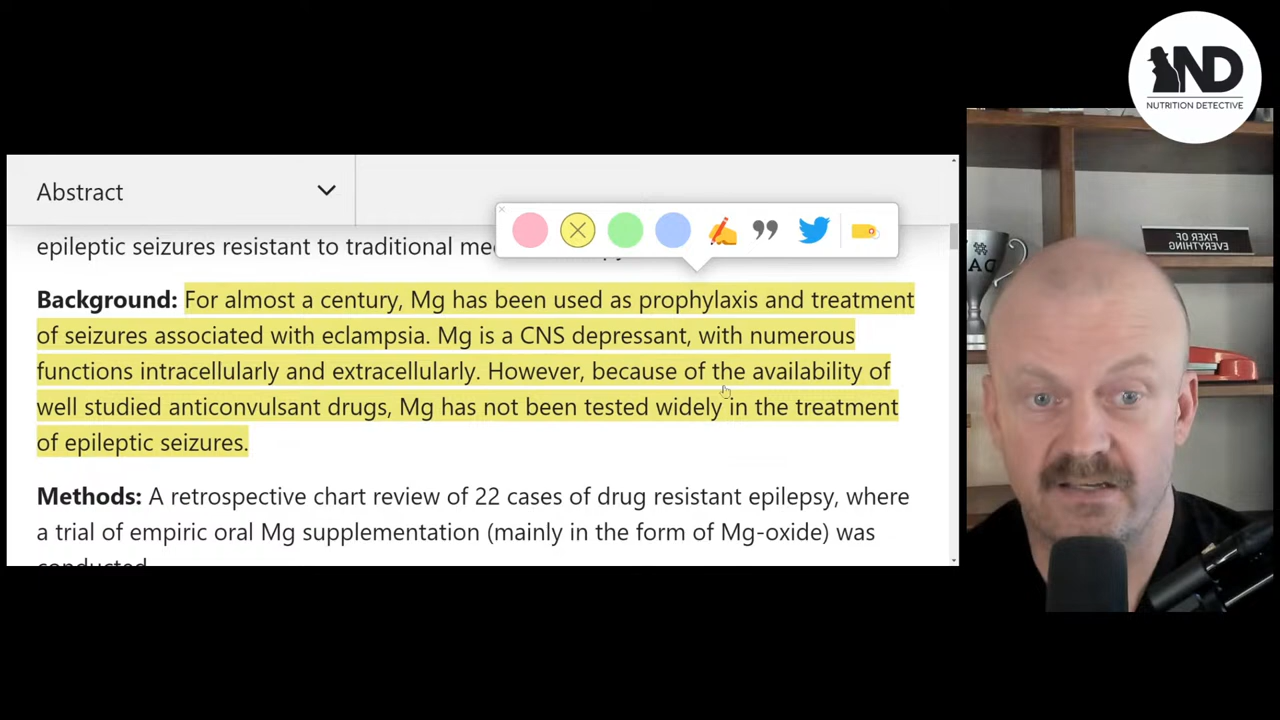 ND
NUTRITION DETECTIVE
Abstract
epileptic seizures resistant to traditional
Background: For almost a century, Mg has been used as prophylaxis and treatment
of seizures associated with eclampsia. Mg is a CNS depressant, with numerous
functions intracellularly and extracellularly. However, because of the availability of
well studied anticonvulsant drugs, Mg has not been tested widely in the treatment
of epileptic seizures.
Methods: A retrospective chart review of 22 cases of drug resistant epilepsy, where
a trial of empiric oral Mg supplementation (mainly in the form of Mg-oxide) was
conducted
FIXER OF
EVERYTHING